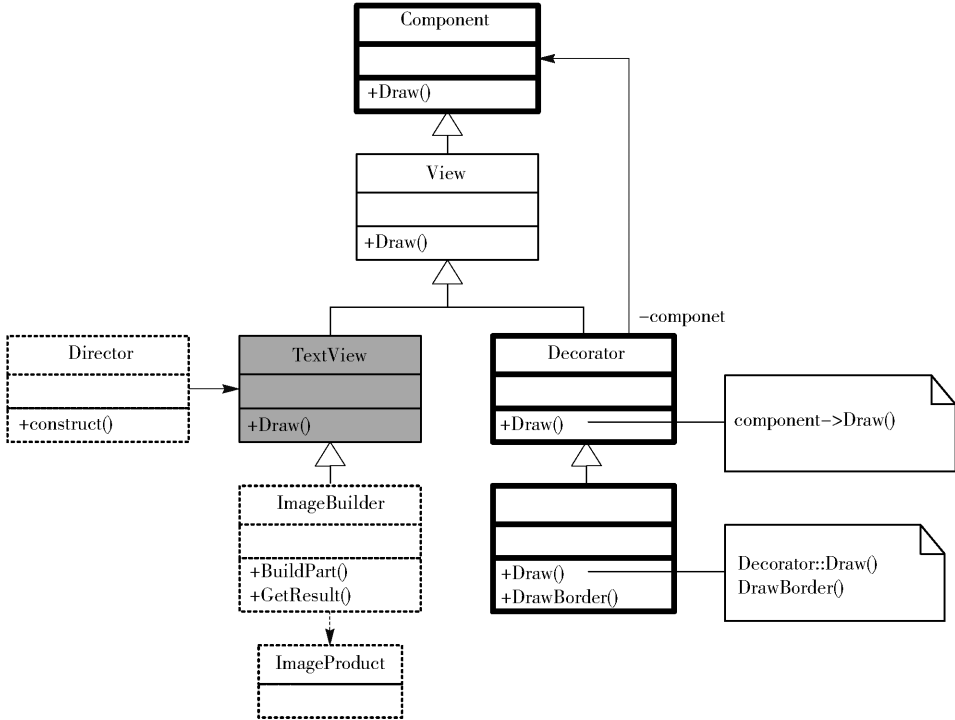 Component
+Draw()
View
+Draw()
−componet
Director
+construct()
TextView
+Draw()
Decorator
+Draw()
component−>Draw()
ImageBuilder
+BuildPart()
+GetResult()
+Draw()
+DrawBorder()
Decorator::Draw()
DrawBorder()
ImageProduct